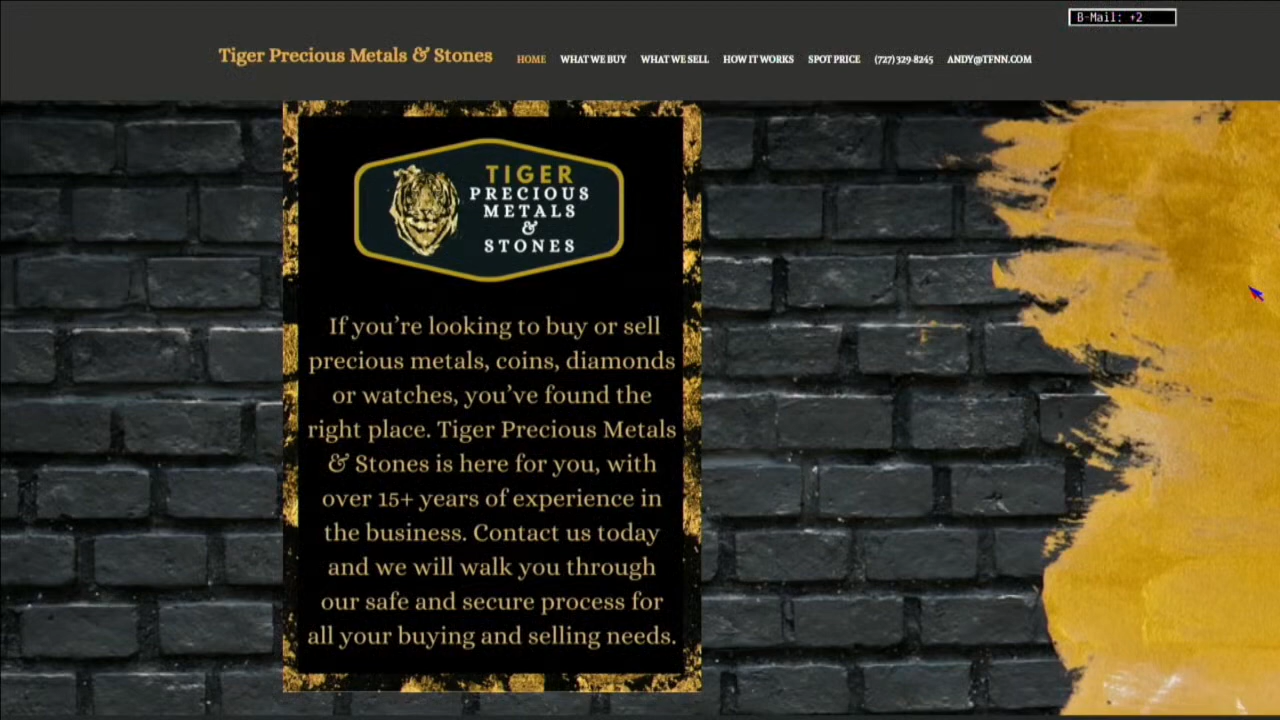 B-Mail: +2
Tiger Precious Metals & Stones HOME WHAT WE BUY WHAT WE SELL HOW IT WORKS SPOT PRICE (727) 329-8245 ANDY@TFNN.COM
TIGER
PRECIOUS
METALS
&
STONES
If you're looking to buy or sell
precious metals, coins, diamonds
or watches, you've found the
right place. Tiger Precious Metals
& Stones is here for you, with
over 15+ years of experience in
the business. Contact us today
and we will walk you through
our safe and secure process for
all your buying and selling needs.